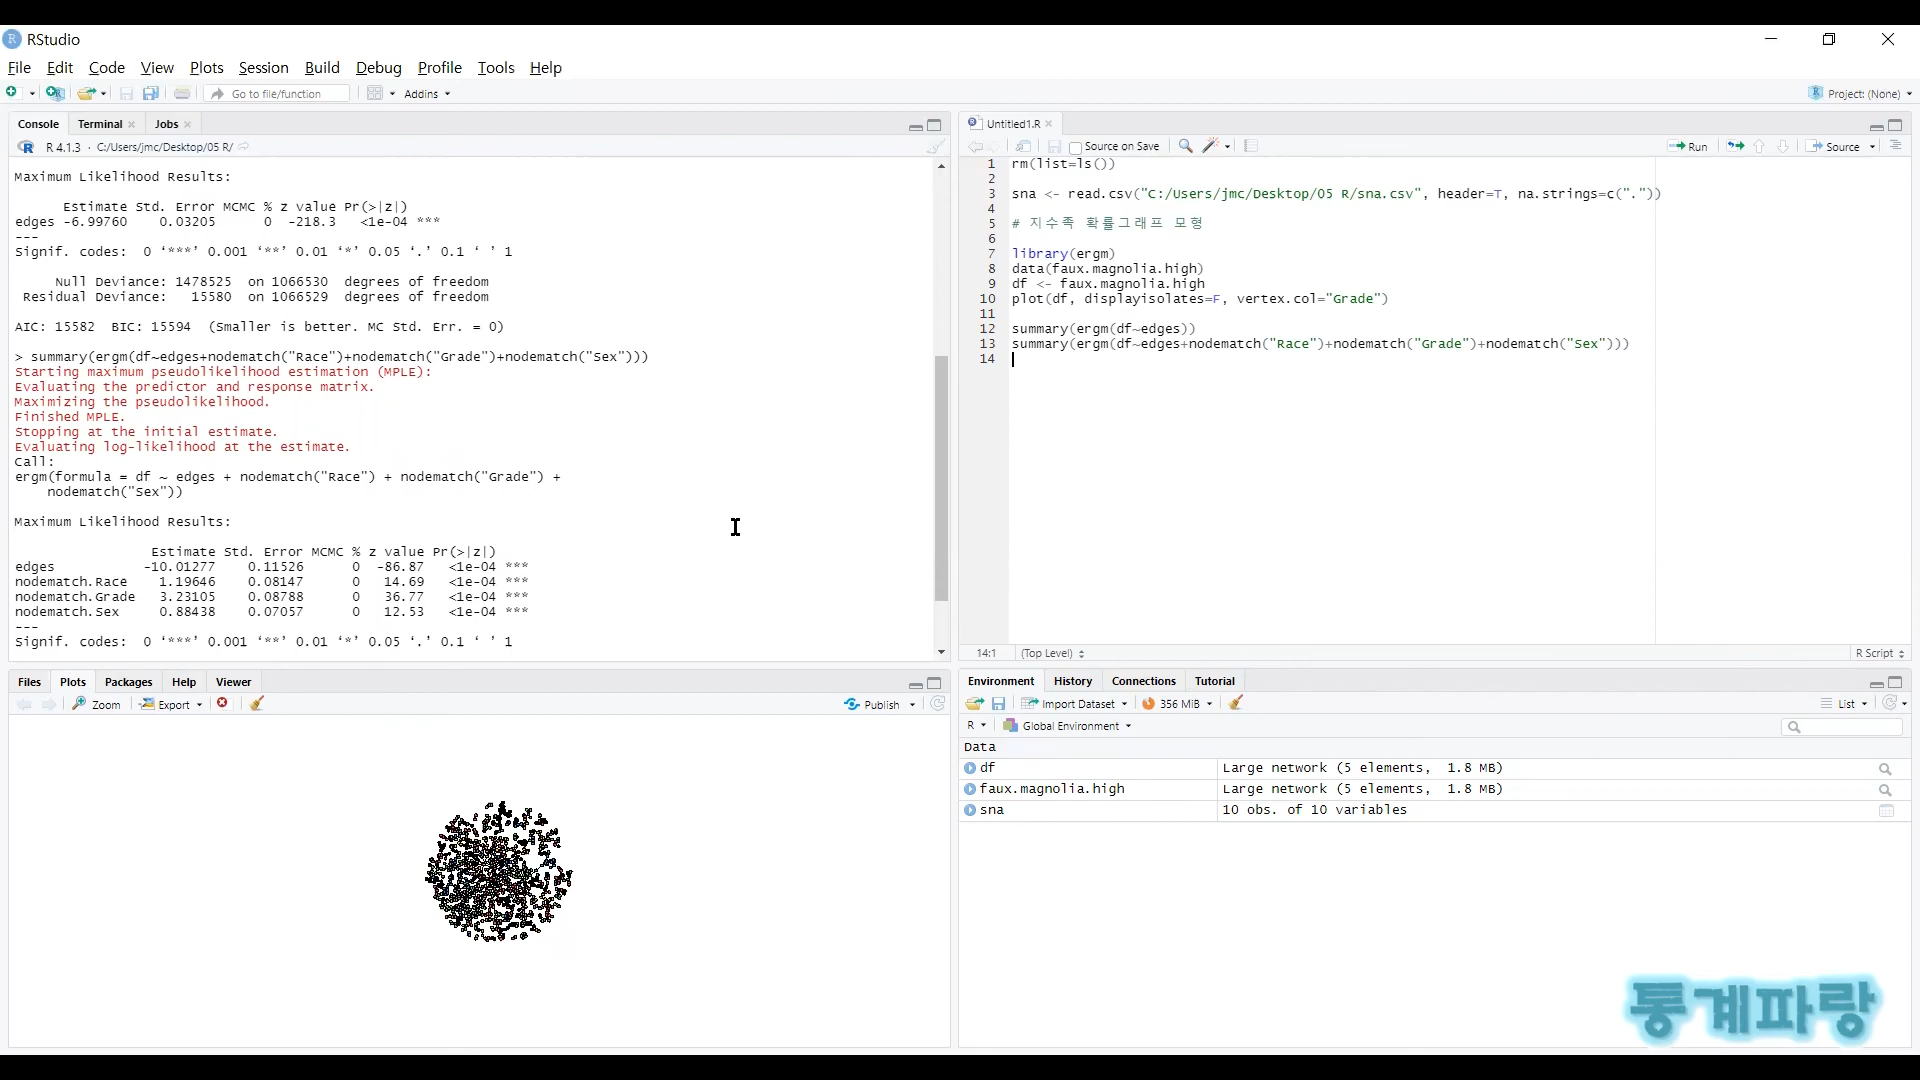 RStudio
File Edit Code View Plots Session Build Debug Profile Tools Help
Go to file/function Addins Project: (None)
Console Terminal Jobs
R 4.1.3 · C:/Users/jmc/Desktop/05 R/
Maximum Likelihood Results:
Estimate Std. Error MCMC % z value Pr(>|z|)
edges -6.99760 0.03205 0 -218.3 <1e-04 ***
---
Signif. codes: 0 ‘***’ 0.001 ‘**’ 0.01 ‘*’ 0.05 ‘.’ 0.1 ‘ ’ 1
Null Deviance: 1478525 on 1066530 degrees of freedom
Residual Deviance: 15580 on 1066529 degrees of freedom
AIC: 15582 BIC: 15594 (Smaller is better. MC Std. Err. = 0)
> summary(ergm(df~edges+nodematch("Race")+nodematch("Grade")+nodematch("Sex")))
Starting maximum pseudolikelihood estimation (MPLE):
Evaluating the predictor and response matrix.
Maximizing the pseudolikelihood.
Finished MPLE.
Stopping at the initial estimate.
Evaluating log-likelihood at the estimate.
Call:
ergm(formula = df ~ edges + nodematch("Race") + nodematch("Grade") +
nodematch("Sex"))
Maximum Likelihood Results:
Estimate Std. Error MCMC % z value Pr(>|z|)
edges -10.01277 0.11526 0 -86.87 <1e-04 ***
nodematch.Race 1.19646 0.08147 0 14.69 <1e-04 ***
nodematch.Grade 3.23105 0.08788 0 36.77 <1e-04 ***
nodematch.Sex 0.88438 0.07057 0 12.53 <1e-04 ***
---
Signif. codes: 0 ‘***’ 0.001 ‘**’ 0.01 ‘*’ 0.05 ‘.’ 0.1 ‘ ’ 1
Untitled1.R
Source on Save Run Source
1 rm(list=ls())
2
3 sna <- read.csv("C:/Users/jmc/Desktop/05 R/sna.csv", header=T, na.strings=c("."))
4
5 # 지수족 확률그래프 모형
6
7 library(ergm)
8 data(faux.magnolia.high)
9 df <- faux.magnolia.high
10 plot(df, displayisolates=F, vertex.col="Grade")
11
12 summary(ergm(df~edges))
13 summary(ergm(df~edges+nodematch("Race")+nodematch("Grade")+nodematch("Sex")))
14
14:1 (Top Level) R Script
Files Plots Packages Help Viewer
Zoom Export Publish
Environment History Connections Tutorial
Import Dataset 356 MiB List
R Global Environment
Data
df Large network (5 elements, 1.8 MB)
faux.magnolia.high Large network (5 elements, 1.8 MB)
sna 10 obs. of 10 variables
통계파랑